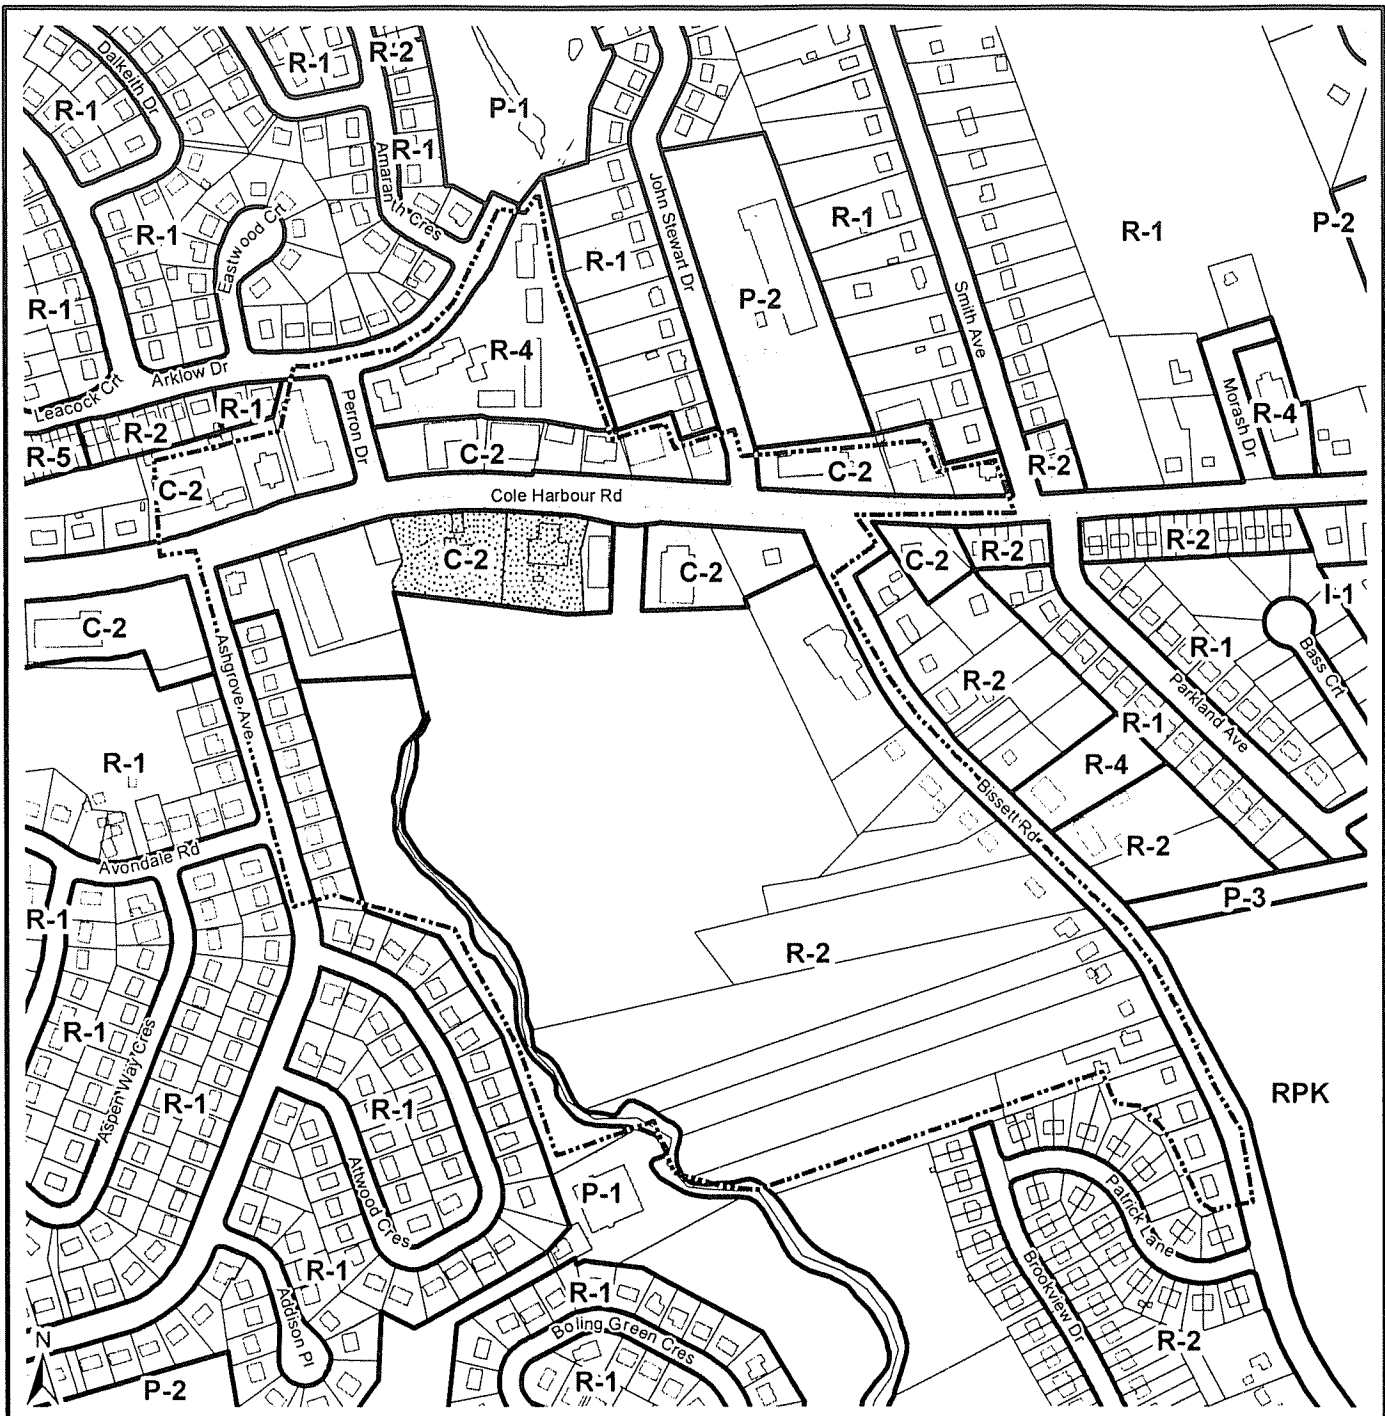 R-1
R-2
Dalkeith Dr
R-1
P-1
R-1
Amaranth Cres
John Stewart Dr
R-1
R-1
P-2
R-1
Eastwood Crt
R-1
R-1
P-2
Smith Ave
R-4
Arklow Dr
Leacock Crt
R-1
Perron Dr
Morash Dr
R-4
R-2
R-5
C-2
C-2
C-2
R-2
Cole Harbour Rd
C-2
C-2
C-2
R-2
R-2
I-1
C-2
Ashgrove Ave
R-1
Bass Crt
R-2
Parkland Ave
R-1
R-1
R-4
Bissett Rd
R-2
Avondale Rd
P-3
R-1
R-2
R-1
Aspen Way Cres
R-1
R-1
RPK
Attwood Cres
P-1
Patrick Lane
R-1
R-1
Addison Pl
Boling Green Cres
Brookview Dr
N
R-2
P-2
R-1